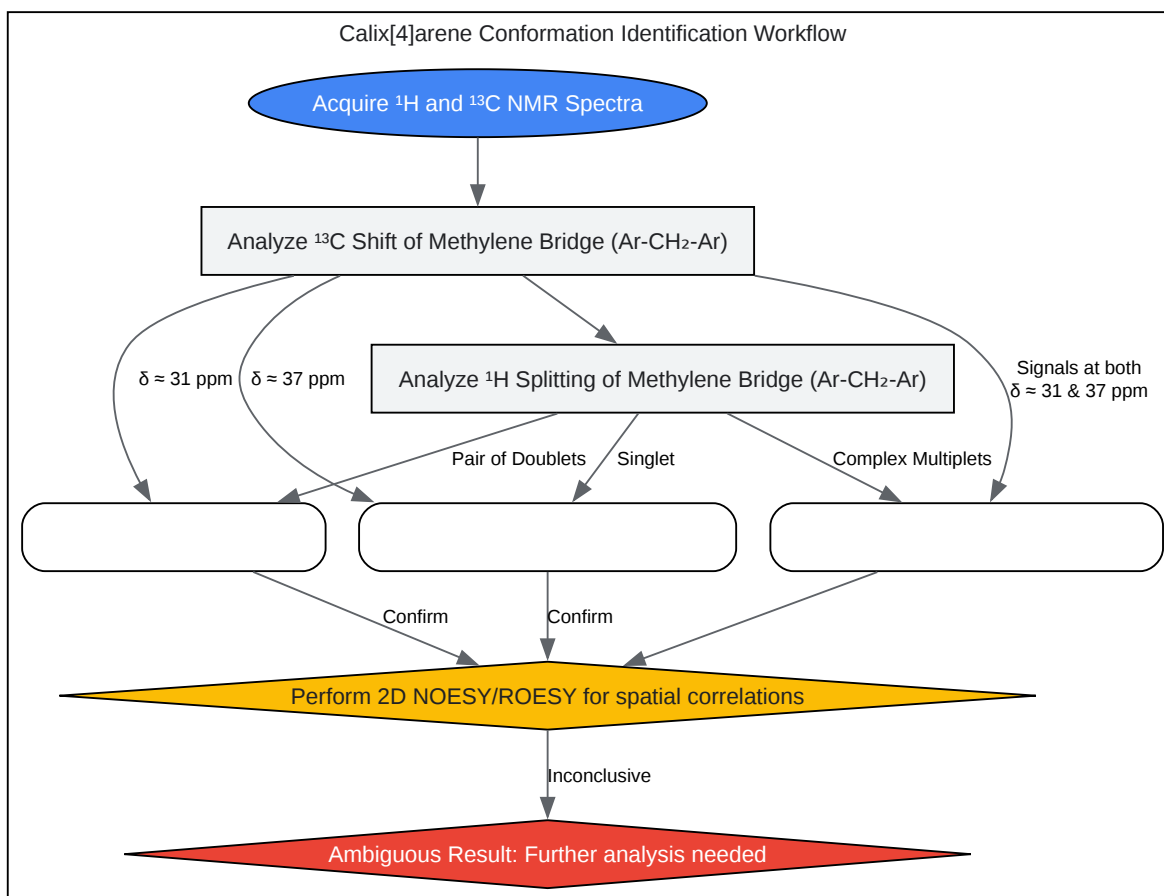 Calix[4]arene Conformation Identification Workflow
Acquire ¹H and ¹³C NMR Spectra
Analyze ¹³C Shift of Methylene Bridge (Ar-CH₂-Ar)
δ ≈ 31 ppm
δ ≈ 37 ppm
Analyze ¹H Splitting of Methylene Bridge (Ar-CH₂-Ar)
Signals at both
δ ≈ 31 & 37 ppm
Pair of Doublets
Singlet
Complex Multiplets
Confirm
Confirm
Perform 2D NOESY/ROESY for spatial correlations
Inconclusive
Ambiguous Result: Further analysis needed